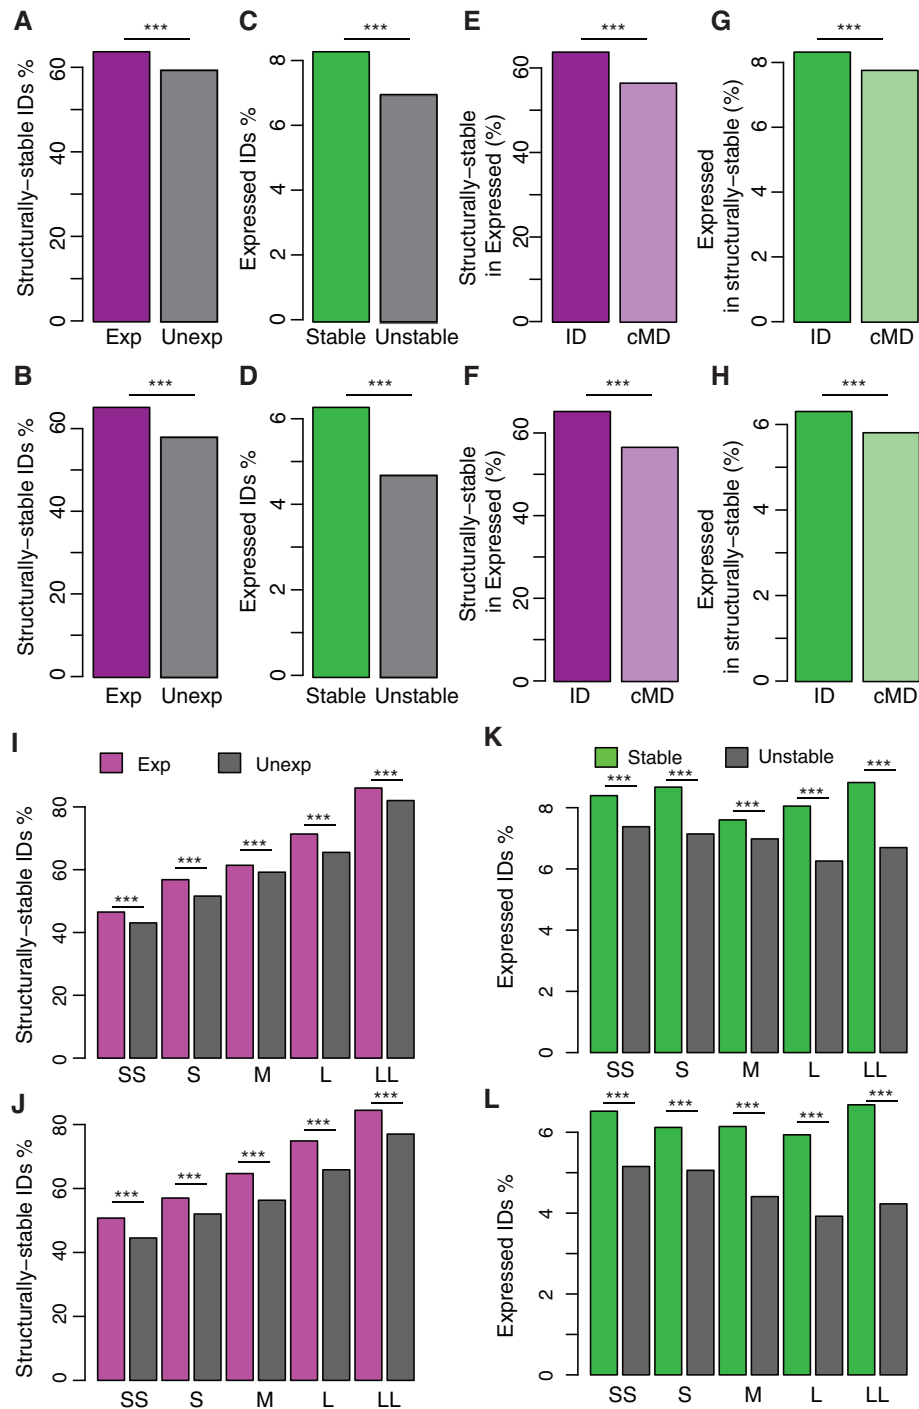 A
Structurally−stable IDs %
0
20
40
60
***
Exp
Unexp
C
Expressed IDs %
0
2
4
6
8
***
Stable
Unstable
E
Structurally−stable
in Expressed (%)
0
20
40
60
***
ID
cMD
G
Expressed
in structurally−stable (%)
0
2
4
6
8
***
ID
cMD
B
Structurally−stable IDs %
0
20
40
60
***
Exp
Unexp
D
Expressed IDs %
0
2
4
6
***
Stable
Unstable
F
Structurally−stable
in Expressed (%)
0
20
40
60
***
ID
cMD
H
Expressed
in structurally−stable (%)
0
2
4
6
***
ID
cMD
I
Exp
Unexp
Structurally−stable IDs %
0
20
40
60
80
***
***
***
***
***
SS
S
M
L
LL
K
Stable
Unstable
Expressed IDs %
0
2
4
6
8
***
***
***
***
***
SS
S
M
L
LL
J
Structurally−stable IDs %
0
20
40
60
80
***
***
***
***
***
SS
S
M
L
LL
L
Expressed IDs %
0
2
4
6
***
***
***
***
***
SS
S
M
L
LL